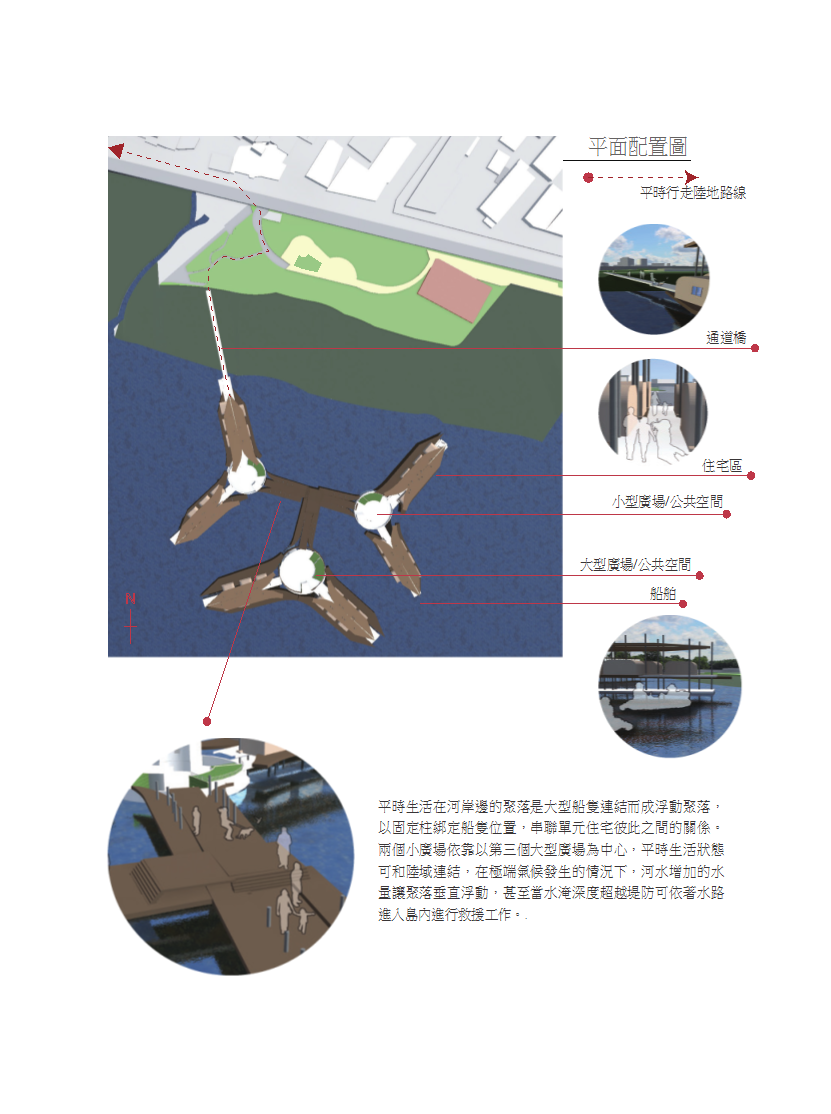 平面配置圖
平時行走陸地路線
通道橋
住宅區
小型廣場/公共空間
大型廣場/公共空間
船舶
N
平時生活在河岸邊的聚落是大型船隻連結而成浮動聚落，
以固定柱綁定船隻位置，串聯單元住宅彼此之間的關係。
兩個小廣場依靠以第三個大型廣場為中心，平時生活狀態
可和陸域連結，在極端氣候發生的情況下，河水增加的水
量讓聚落垂直浮動，甚至當水淹深度超越堤防可依著水路
進入島內進行救援工作。.